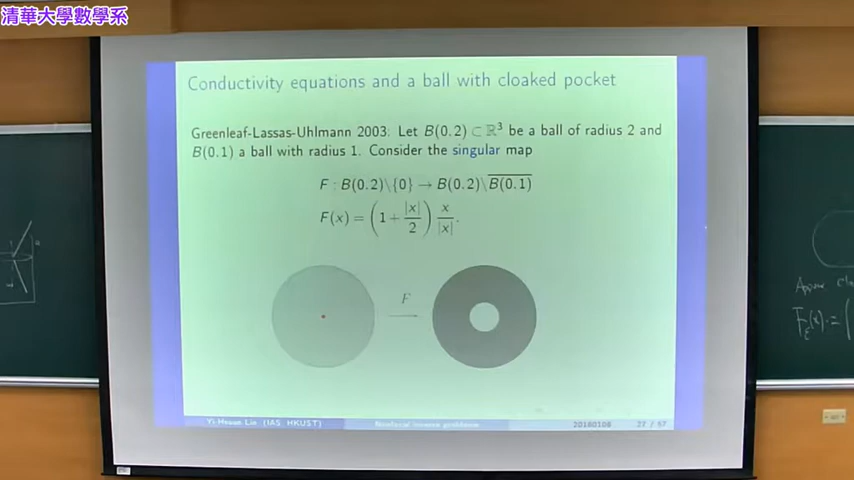 清華大學數學系
Conductivity equations and a ball with cloaked pocket
Greenleaf-Lassas-Uhlmann 2003. Let B(0.2) ⊂ ℝ³ be a ball of radius 2 and
B(0.1) a ball with radius 1. Consider the singular map
F : B(0.2)\{0} → B(0.2)\\overline{B(0.1)}
F(x) = (1 + |x|/2) x/|x|.
F
Yi-Hsuan Lin (IAS, HKUST)
Nonlocal inverse problems
20180108
27 / 57